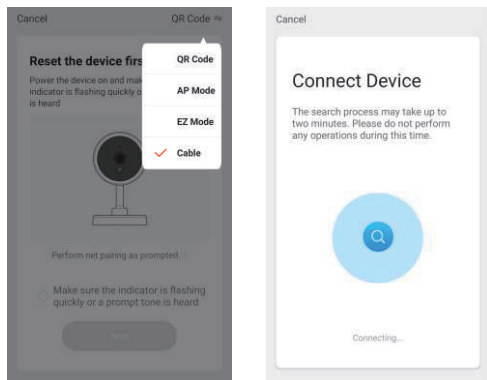 Cancel
QR Code
Reset the device firs
Power the device on and mak
indicator is flashing quickly o
is heard
QR Code
AP Mode
EZ Mode
Cable
Perform net pairing as prompted.
Make sure the indicator is flashing
quickly or a prompt tone is heard
Next
Cancel
Connect Device
The search process may take up to
two minutes. Please do not perform
any operations during this time.
Connecting...